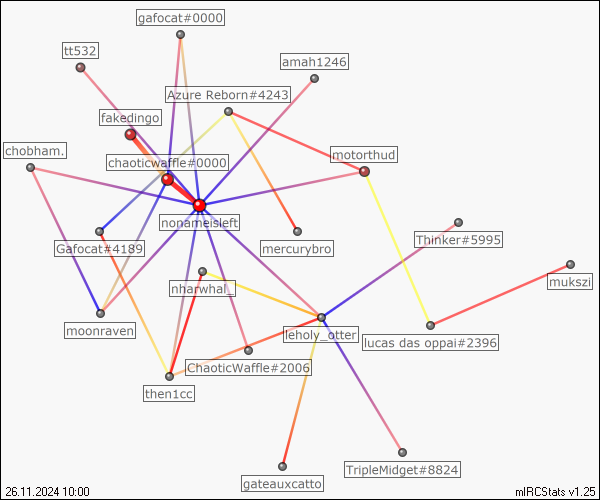 gafocat#0000
tt532
amah1246
Azure Reborn#4243
fakedingo
chobham.
chaoticwaffle#0000
motorthud
nonameisleft
Gafocat#4189
mercurybro
Thinker#5995
nharwhal_
mukszi
moonraven
leholy_otter
lucas das oppai#2396
ChaoticWaffle#2006
then1cc
gateauxcatto
TripleMidget#8824
26.11.2024 10:00
mIRCStats v1.25